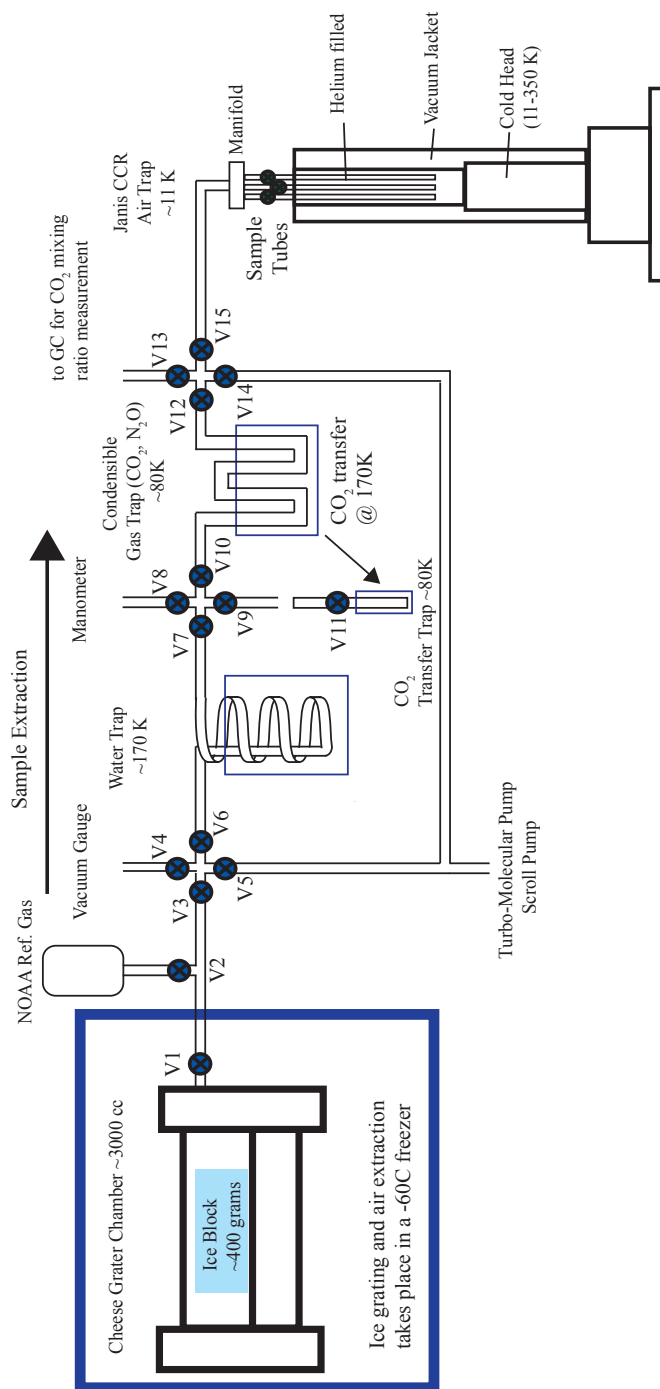 Sample Extraction
NOAA Ref. Gas
Vacuum Gauge
Water Trap
~170 K
Manometer
Condensible
Gas Trap (CO₂, N₂O)
~80K
to GC for CO₂ mixing
ratio measurement
Janis CCR
Air Trap
~11 K
Manifold
Cheese Grater Chamber ~3000 cc
Ice Block
~400 grams
Ice grating and air extraction
takes place in a -60C freezer
V1
V2
V3
V4
V5
V6
V7
V8
V9
V10
V11
V12
V13
V14
V15
CO₂ transfer
@ 170K
CO₂
Transfer Trap ~80K
Turbo-Molecular Pump
Scroll Pump
Sample
Tubes
Helium filled
Vacuum Jacket
Cold Head
(11-350 K)